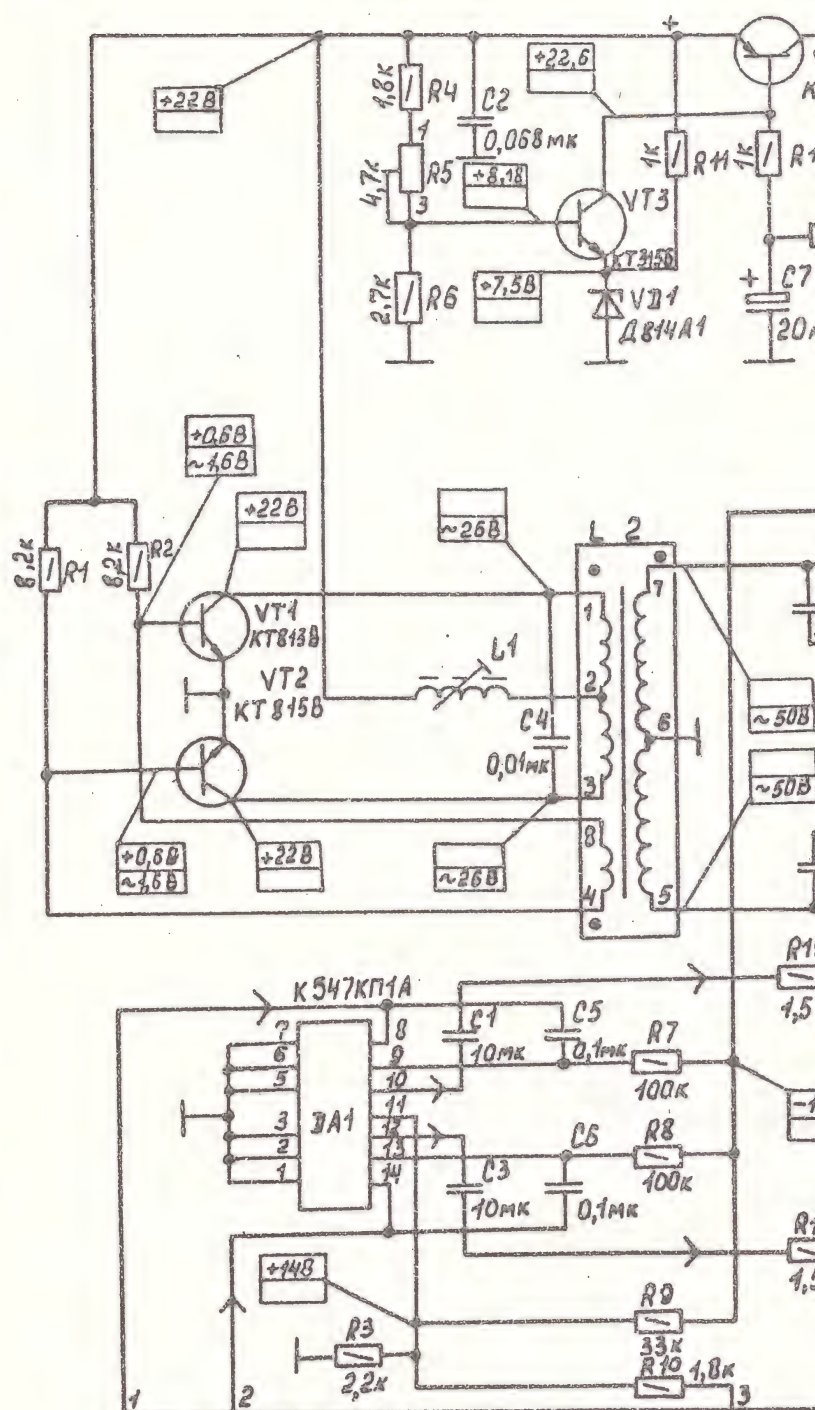 +
+22,6
+22В
1,8к
R4
C2
0,068мк
1
4,7к
R5
3
+8,1В
VT3
КТ315Б
1к
R11
1к
+7,5В
2,7к
R6
VD1
Д814А1
+
C7
+0,6В
~1,6В
+22В
~26В
L 2
8,2к
R1
8,2к
R2
VT1
КТ813В
VT2
КТ815В
L1
C4
0,01мк
1
2
3
8
4
7
6
5
~50В
~50В
+0,6В
~1,6В
+22В
~26В
К547КП1А
7
6
5
3
2
1
DA1
8
9
10
11
12
13
14
C1
10мк
C5
0,1мк
R7
100к
C6
R8
100к
C3
10мк
0,1мк
+14В
R3
2,2к
R9
33к
R10
1,8к
1
2
3